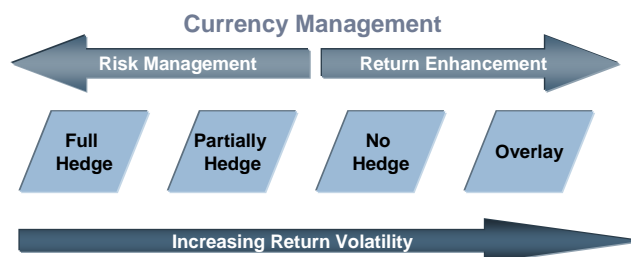 Currency Management
Risk Management
Return Enhancement
Full
Hedge
Partially
Hedge
No
Hedge
Overlay
Increasing Return Volatility